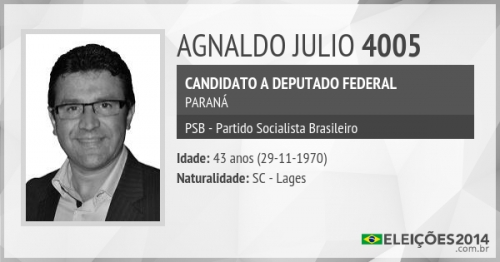 AGNALDO JULIO 4005
CANDIDATO A DEPUTADO FEDERAL
PARANÁ
PSB - Partido Socialista Brasileiro
Idade: 43 anos (29-11-1970)
Naturalidade: SC - Lages
ELEIÇÕES2014
.com.br